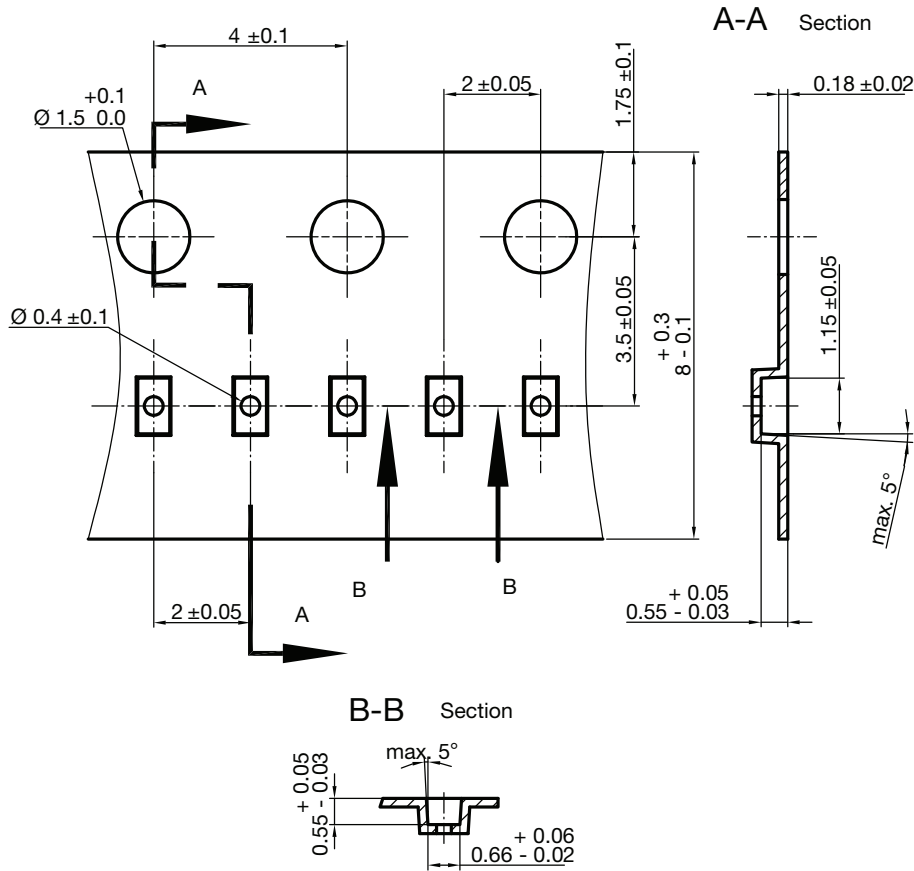 A-A Section
4 ±0.1
A
+0.1
Ø 1.5 0.0
2 ±0.05
1.75 ±0.1
0.18 ±0.02
3.5 ±0.05
+ 0.3
8 - 0.1
1.15 ±0.05
Ø 0.4 ±0.1
max. 5°
B
B
+ 0.05
0.55 - 0.03
2 ±0.05
A
B-B Section
max. 5°
+ 0.05
0.55 - 0.03
+ 0.06
0.66 - 0.02